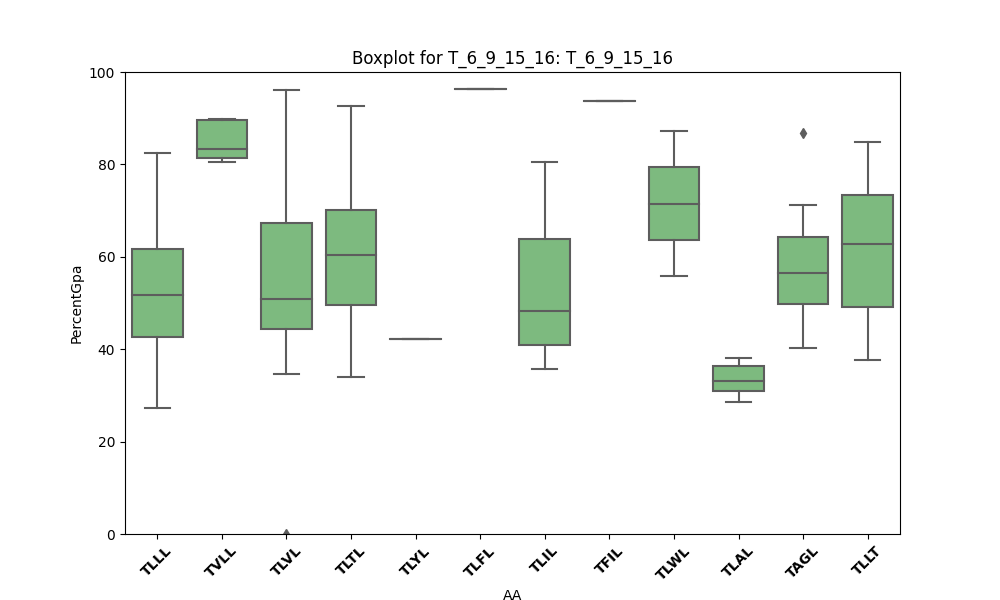 Boxplot for T_6_9_15_16: T_6_9_15_16
100
80
60
40
20
0
PercentGpa
TLLL TVLL TLVL TLTL TLYL TLFL TLIL TFIL TLWL TLAL TAGL TLLT
AA